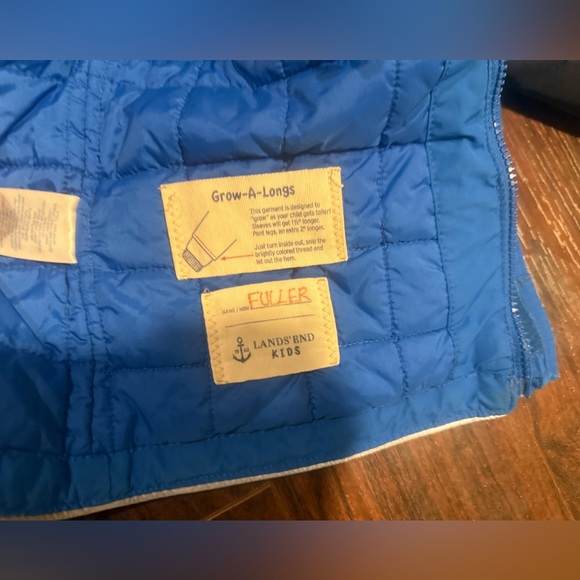 Grow-A-Longs
This garment is designed to
"grow" as your child gets taller!
Sleeves will get 1½" longer.
Pant legs, an extra 2" longer.
Just turn inside out, snip the
brightly colored thread and
let out the hem.
NAME / NOM FULLER
LANDS' END
KIDS